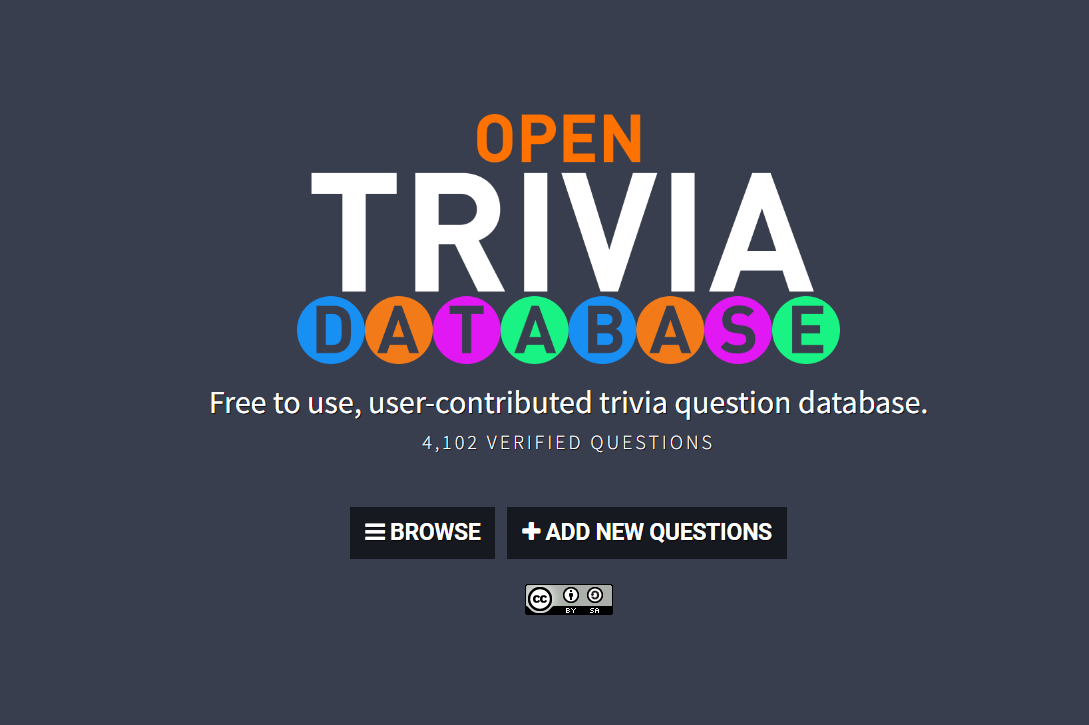 OPEN
TRIVIA
DATABASE
Free to use, user-contributed trivia question database.
4,102 VERIFIED QUESTIONS
BROWSE ADD NEW QUESTIONS
cc BY SA